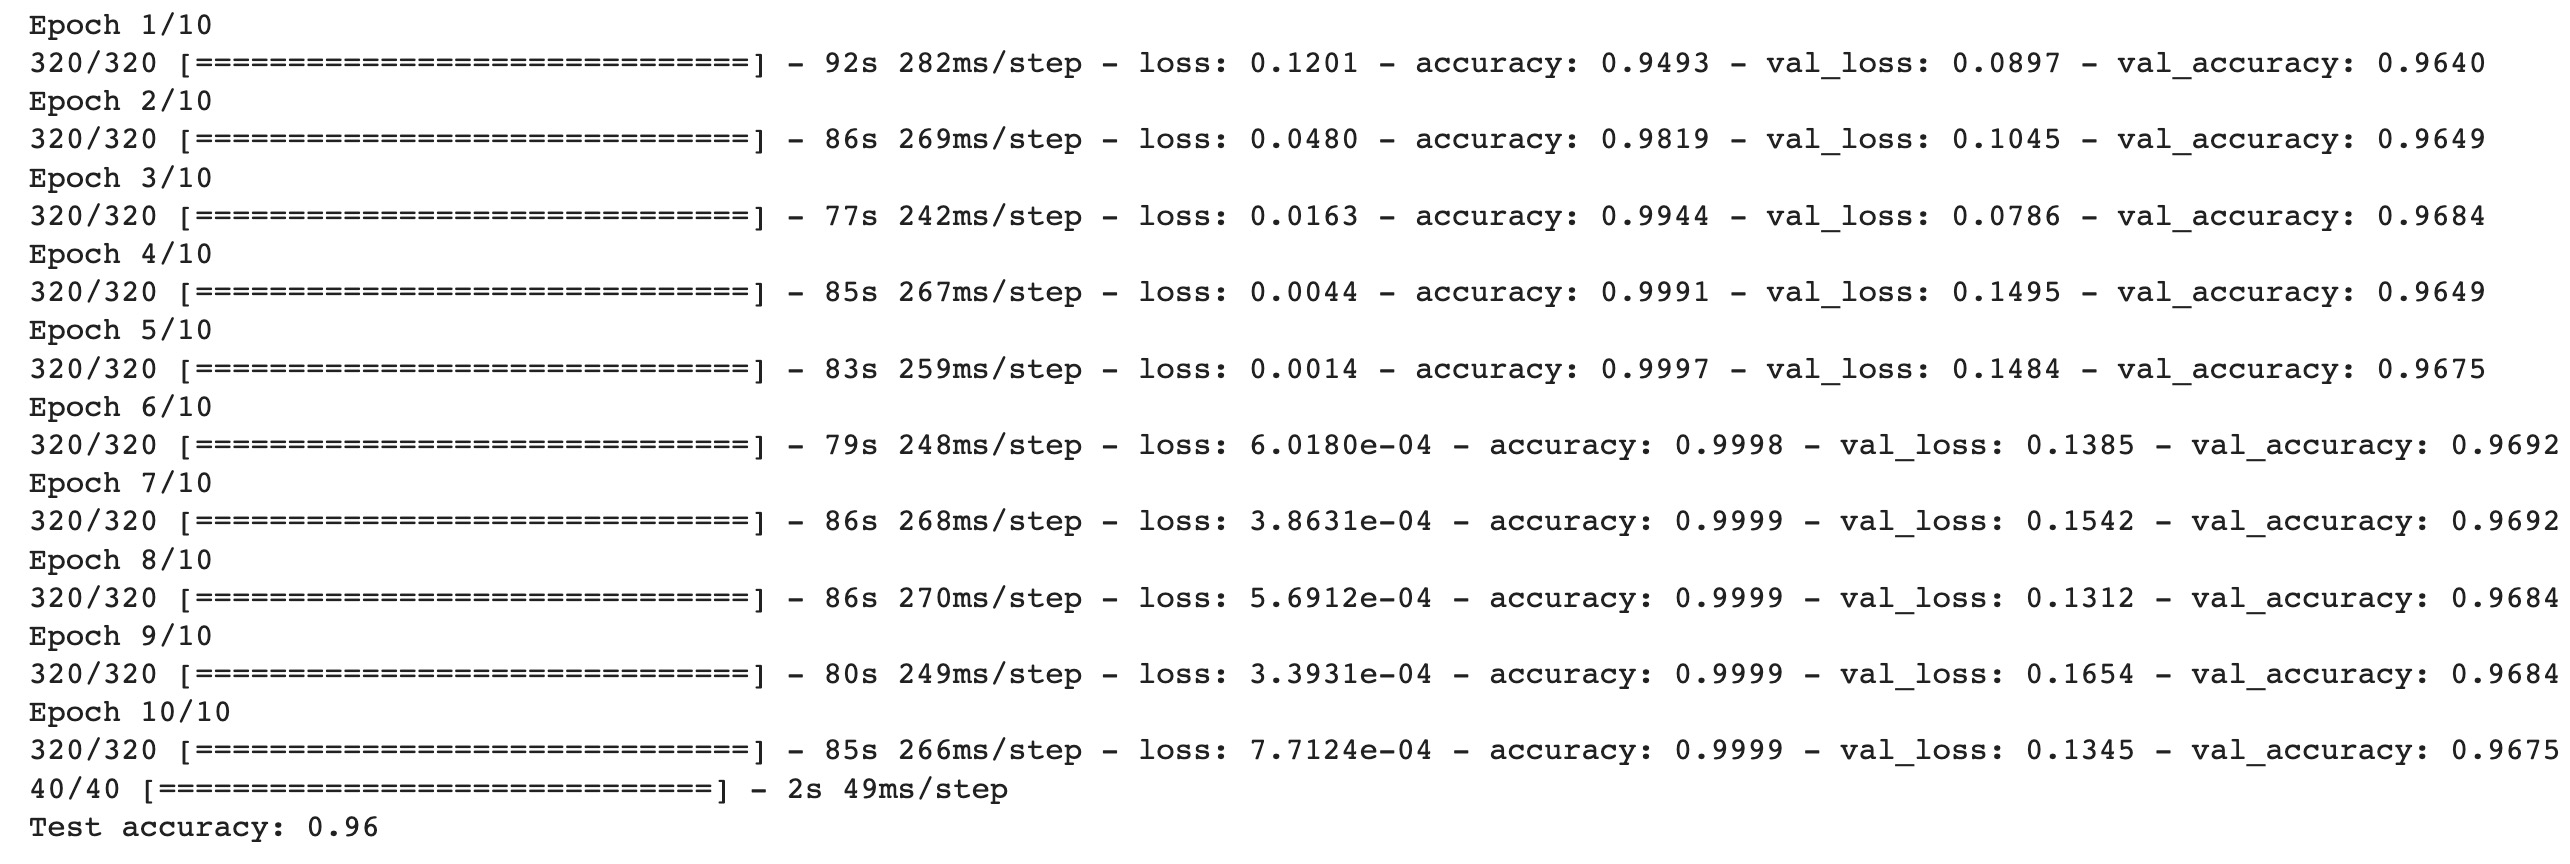 Epoch 1/10
320/320 [==============================] - 92s 282ms/step - loss: 0.1201 - accuracy: 0.9493 - val_loss: 0.0897 - val_accuracy: 0.9640
Epoch 2/10
320/320 [==============================] - 86s 269ms/step - loss: 0.0480 - accuracy: 0.9819 - val_loss: 0.1045 - val_accuracy: 0.9649
Epoch 3/10
320/320 [==============================] - 77s 242ms/step - loss: 0.0163 - accuracy: 0.9944 - val_loss: 0.0786 - val_accuracy: 0.9684
Epoch 4/10
320/320 [==============================] - 85s 267ms/step - loss: 0.0044 - accuracy: 0.9991 - val_loss: 0.1495 - val_accuracy: 0.9649
Epoch 5/10
320/320 [==============================] - 83s 259ms/step - loss: 0.0014 - accuracy: 0.9997 - val_loss: 0.1484 - val_accuracy: 0.9675
Epoch 6/10
320/320 [==============================] - 79s 248ms/step - loss: 6.0180e-04 - accuracy: 0.9998 - val_loss: 0.1385 - val_accuracy: 0.9692
Epoch 7/10
320/320 [==============================] - 86s 268ms/step - loss: 3.8631e-04 - accuracy: 0.9999 - val_loss: 0.1542 - val_accuracy: 0.9692
Epoch 8/10
320/320 [==============================] - 86s 270ms/step - loss: 5.6912e-04 - accuracy: 0.9999 - val_loss: 0.1312 - val_accuracy: 0.9684
Epoch 9/10
320/320 [==============================] - 80s 249ms/step - loss: 3.3931e-04 - accuracy: 0.9999 - val_loss: 0.1654 - val_accuracy: 0.9684
Epoch 10/10
320/320 [==============================] - 85s 266ms/step - loss: 7.7124e-04 - accuracy: 0.9999 - val_loss: 0.1345 - val_accuracy: 0.9675
40/40 [==============================] - 2s 49ms/step
Test accuracy: 0.96